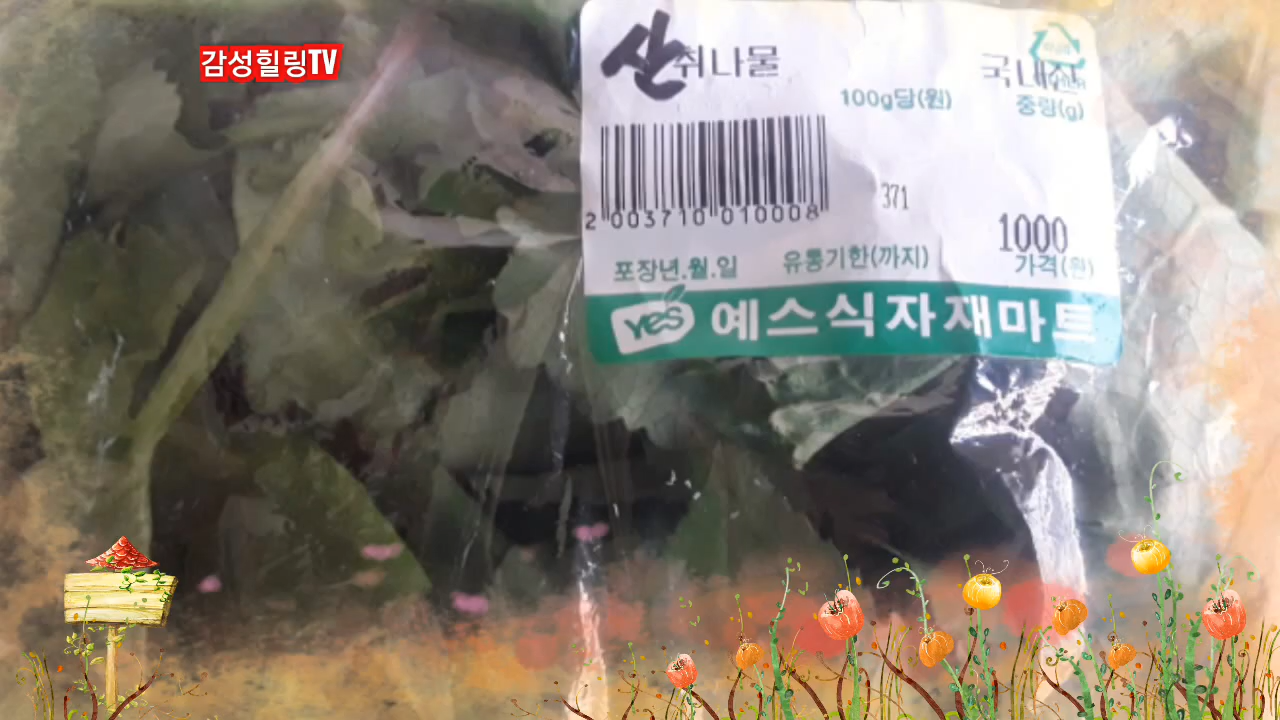 감성힐링TV
산취나물
국내산
100g당(원)
중량(g)
2 003710 010008
371
1000
포장년.월.일
유통기한(까지)
가격(원)
YeS 예스식자재마트